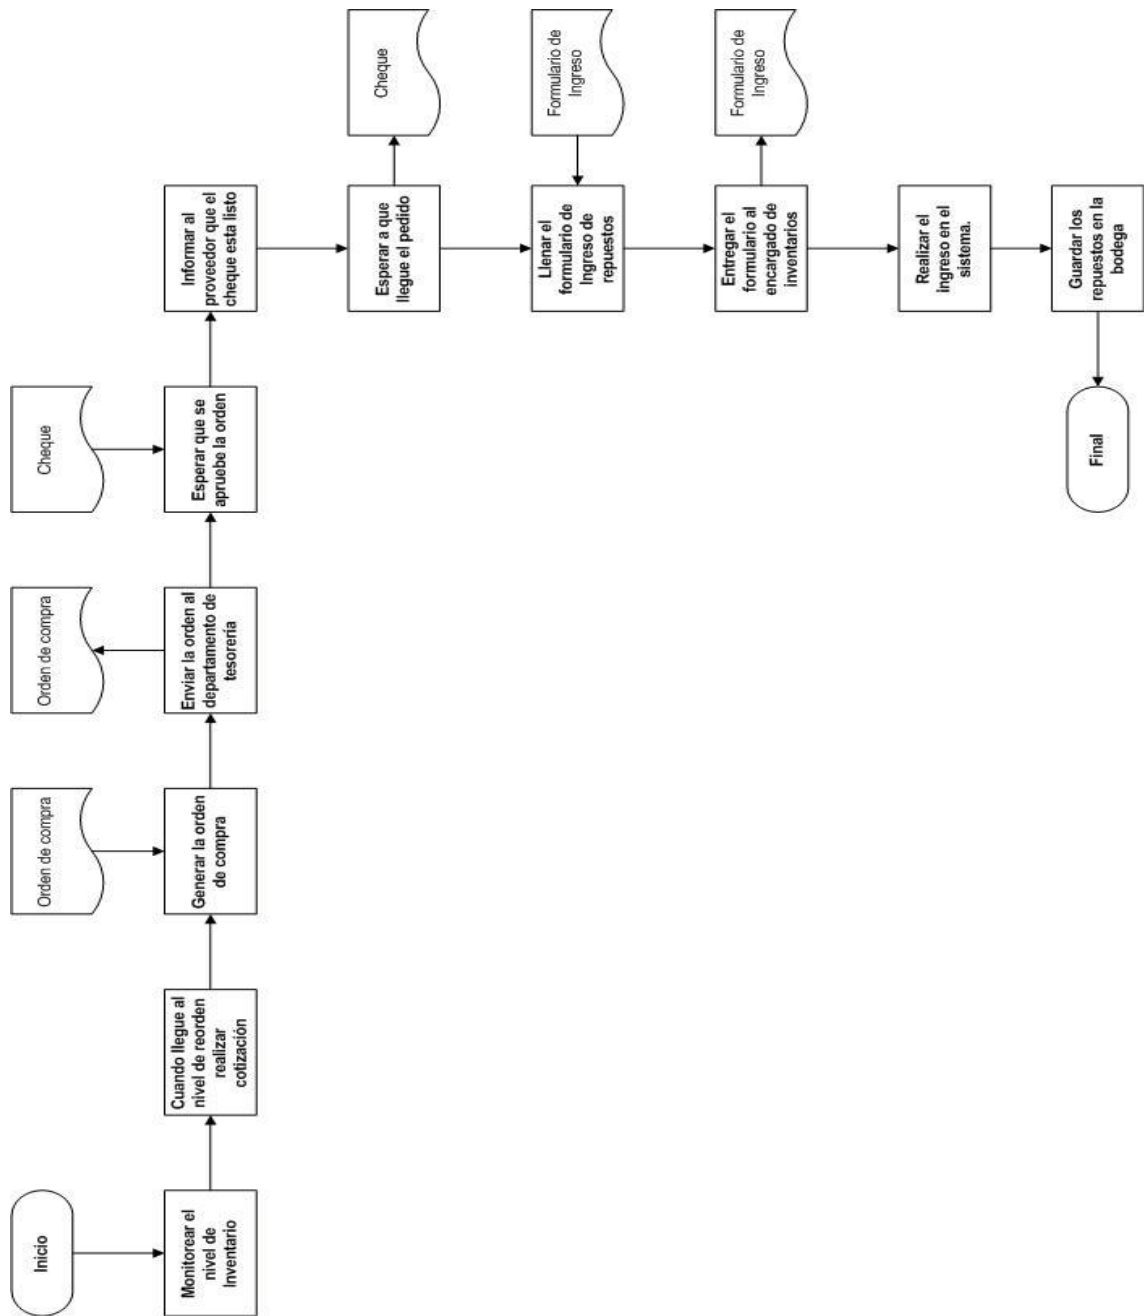 Inicio
Monitorear el
nivel de
Inventario
Cuando llegue al
nivel de reorden
realizar
cotización
Orden de compra
Generar la orden
de compra
Orden de compra
Enviar la orden al
departamento de
tesorería
Cheque
Esperar que se
apruebe la orden
Informar al
proveedor que el
cheque esta listo
Cheque
Esperar a que
llegue el pedido
Formulario de
Ingreso
Llenar el
formulario de
Ingreso de
repuestos
Formulario de
Ingreso
Entregar el
formulario al
encargado de
inventarios
Realizar el
ingreso en el
sistema.
Guardar los
repuestos en la
bodega
Final